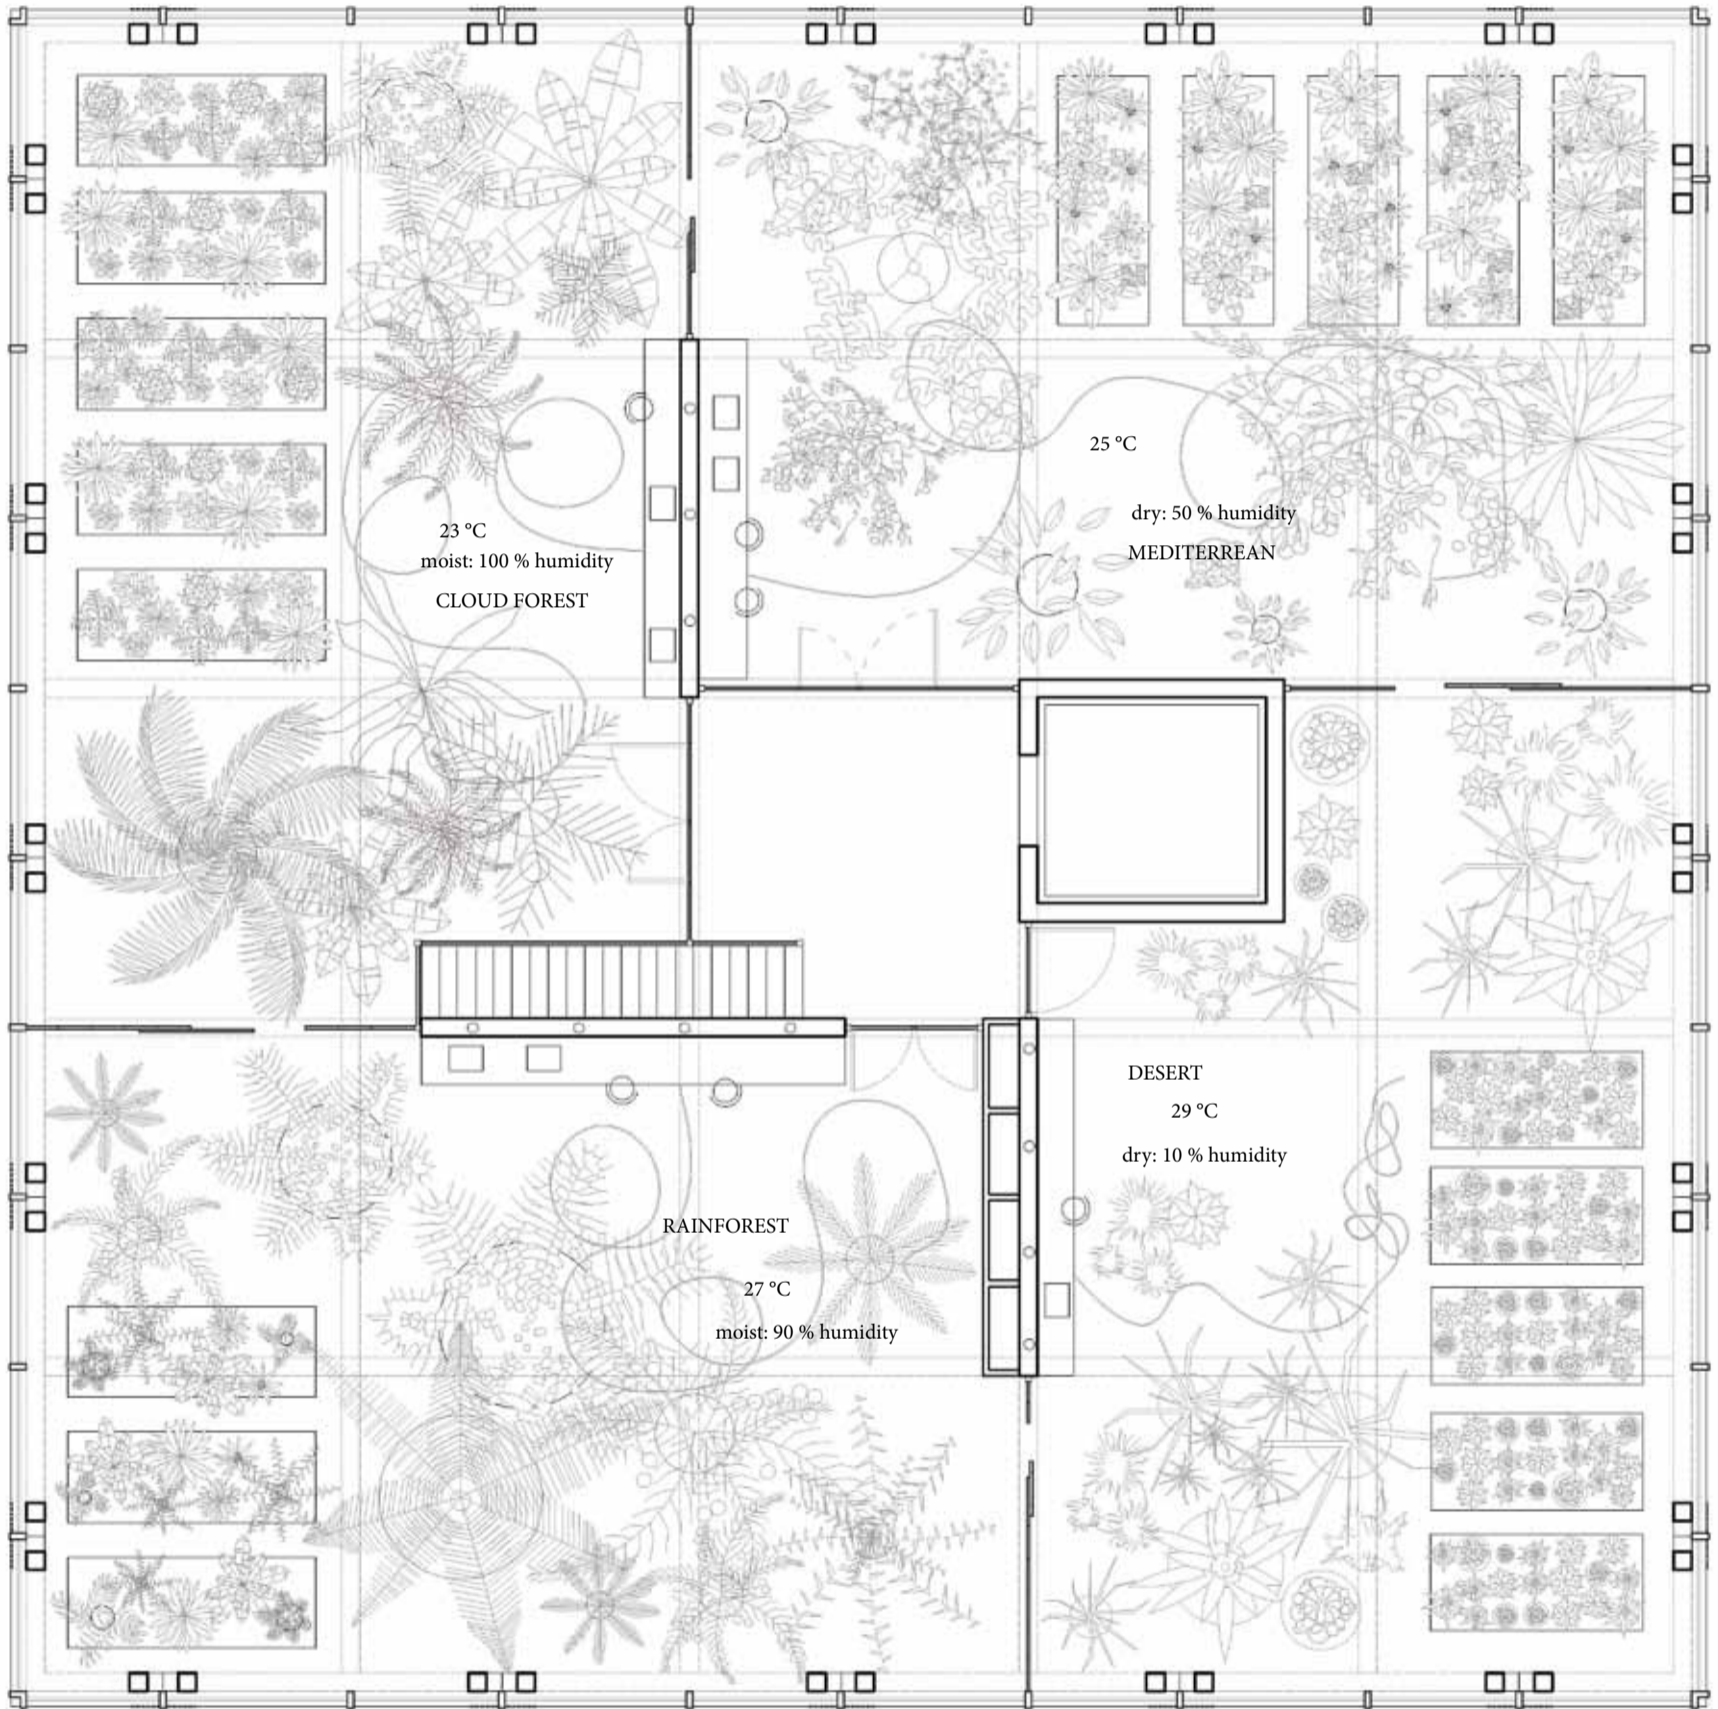 25 °C
dry: 50 % humidity
MEDITERREAN
23 °C
moist: 100 % humidity
CLOUD FOREST
DESERT
29 °C
dry: 10 % humidity
RAINFOREST
27 °C
moist: 90 % humidity